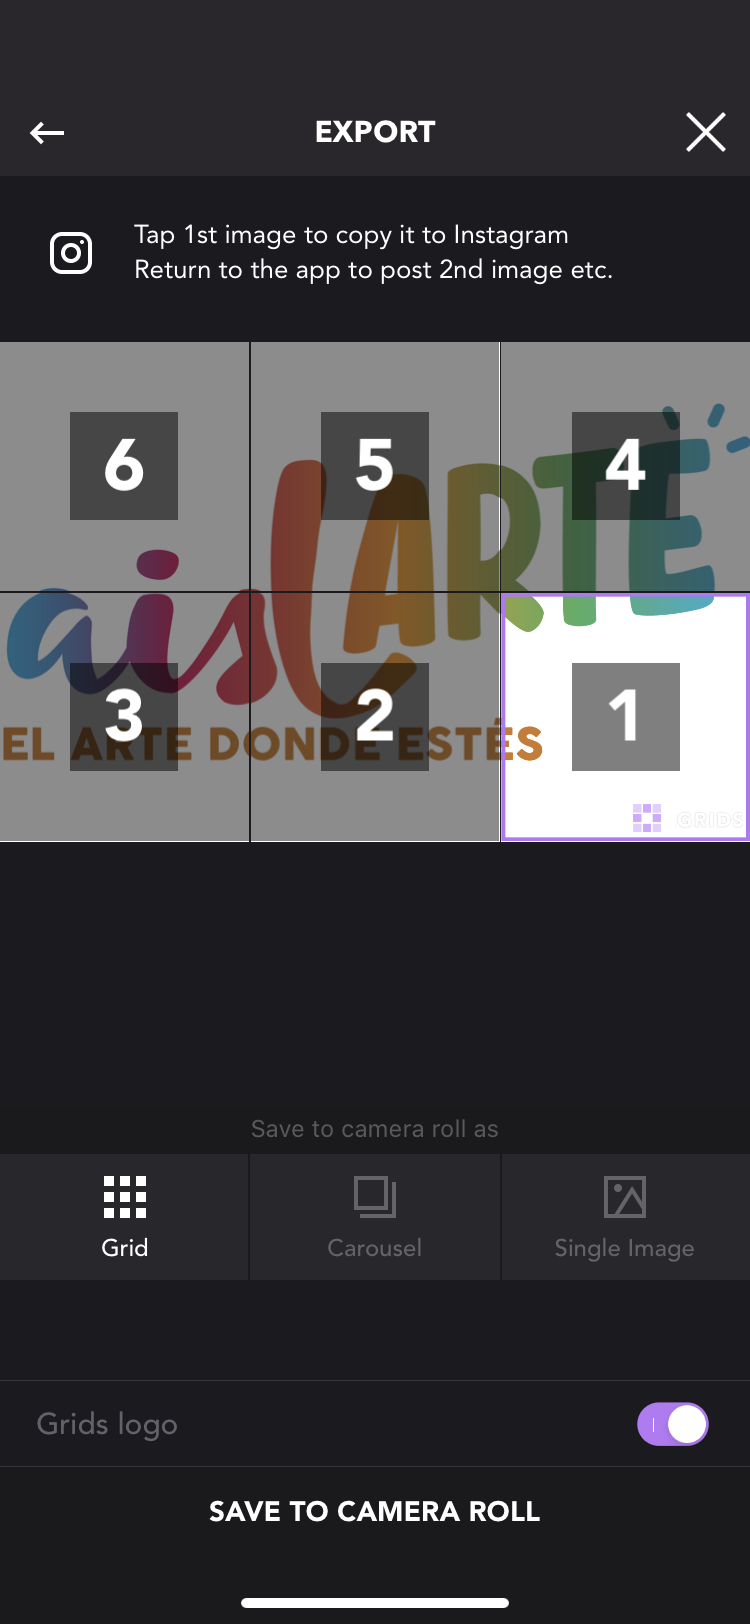 EXPORT
Tap 1st image to copy it to Instagram
Return to the app to post 2nd image etc.
6
5
4
aisLARTE
3
2
1
EL ARTE DONDE ESTÉS
GRIDS
Save to camera roll as
Grid
Carousel
Single Image
Grids logo
SAVE TO CAMERA ROLL